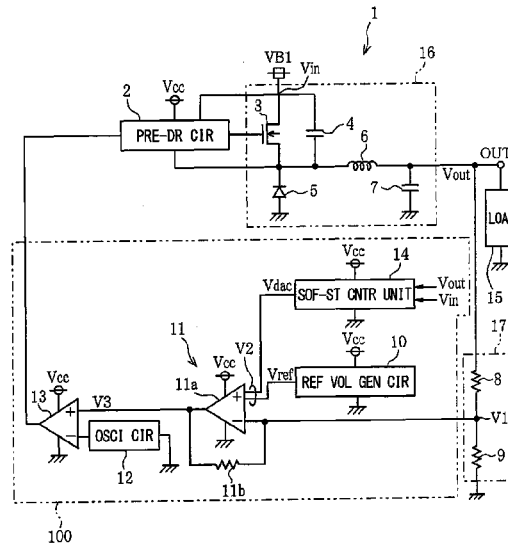 1
VB1
16
Vcc
Vin
2
3
PRE-DR CIR
4
6
OUT
5
7
Vout
LOA
15
Vcc
14
Vdac
SOF-ST CNTR UNIT
Vout
Vin
17
11
Vcc
V2
Vcc
10
11a
Vref
REF VOL GEN CIR
8
Vcc
13
V3
V1
OSCI CIR
12
11b
9
100